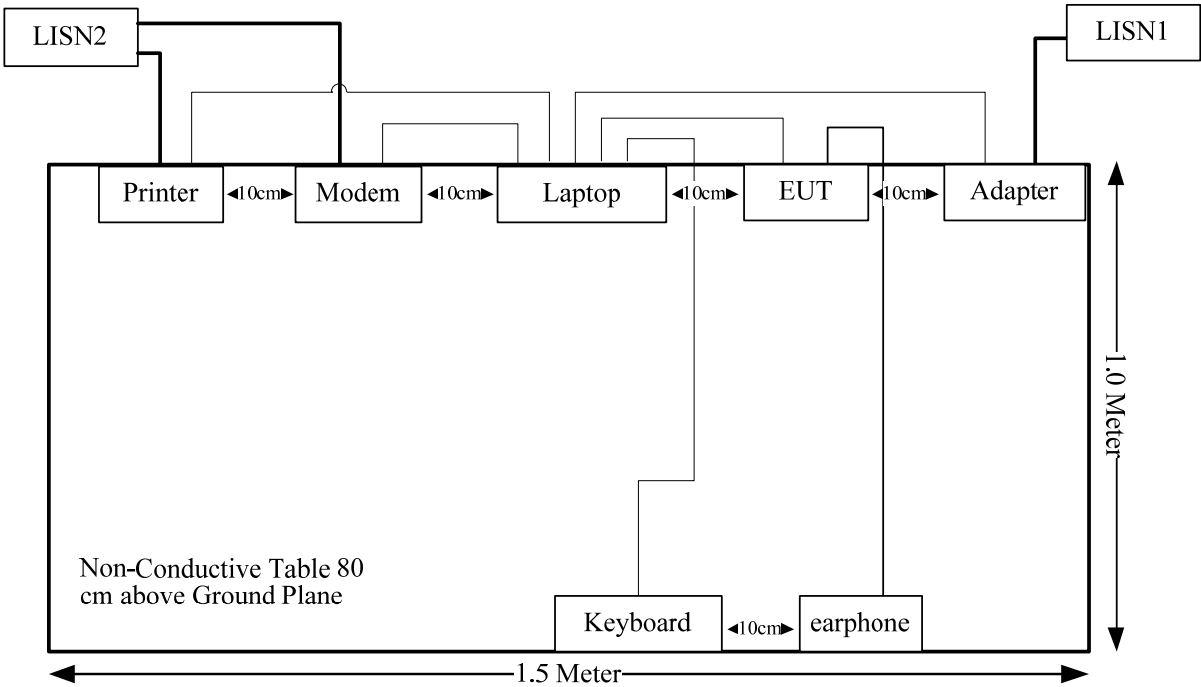 LISN2
LISN1
Printer
10cm
Modem
10cm
Laptop
10cm
EUT
10cm
Adapter
1.0 Meter
Non-Conductive Table 80
cm above Ground Plane
Keyboard
10cm
earphone
1.5 Meter